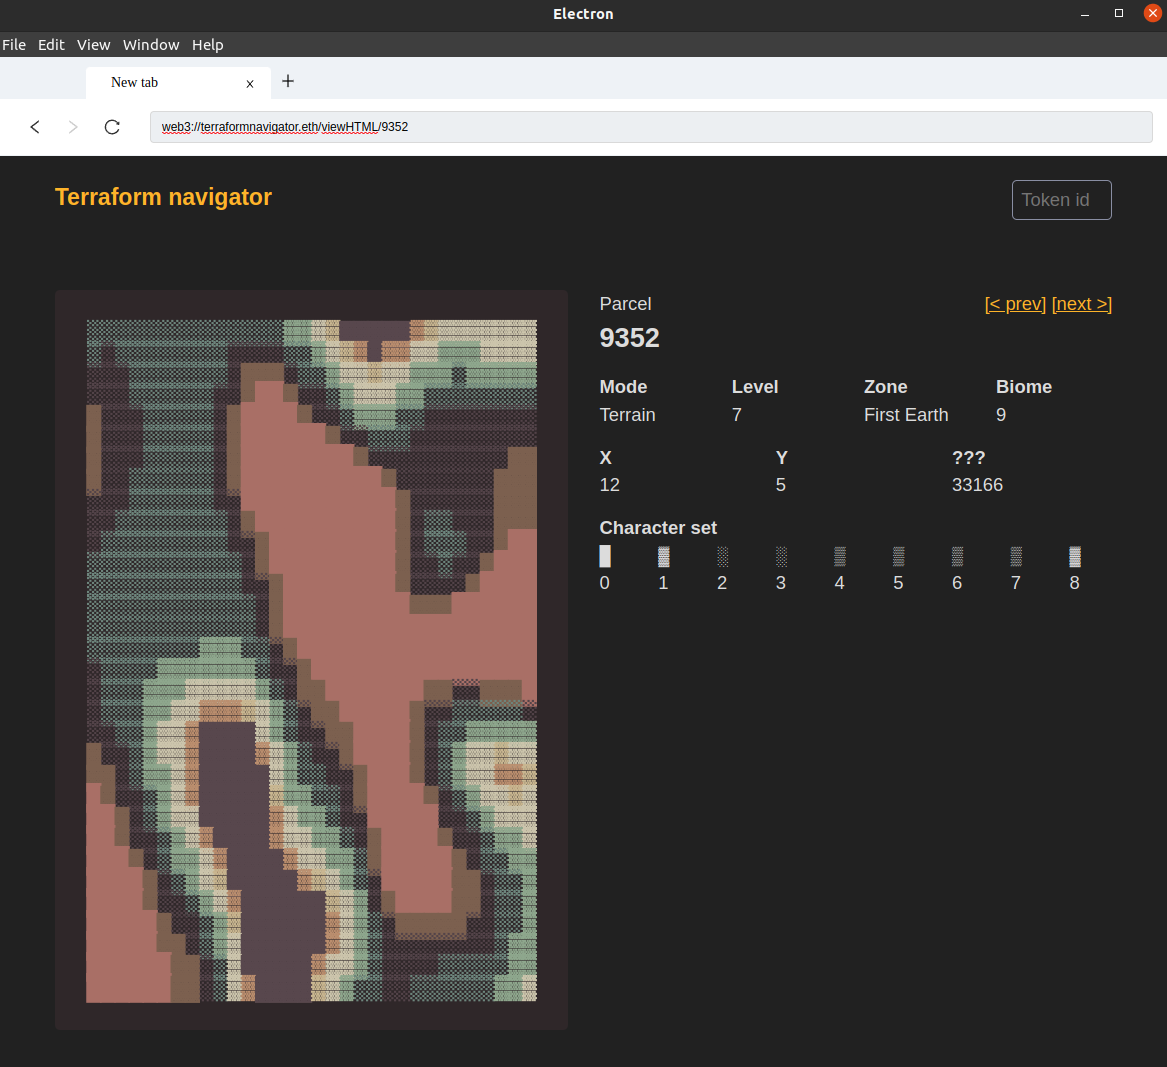 Electron
File Edit View Window Help
New tab x +
web3://terraformnavigator.eth/viewHTML/9352
Terraform navigator
Token id
Parcel [< prev] [next >]
9352
Mode Level Zone Biome
Terrain 7 First Earth 9
X Y ???
12 5 33166
Character set
█ ▓ ░ ░ ▒ ▒ ▒ ▒ ▓
0 1 2 3 4 5 6 7 8